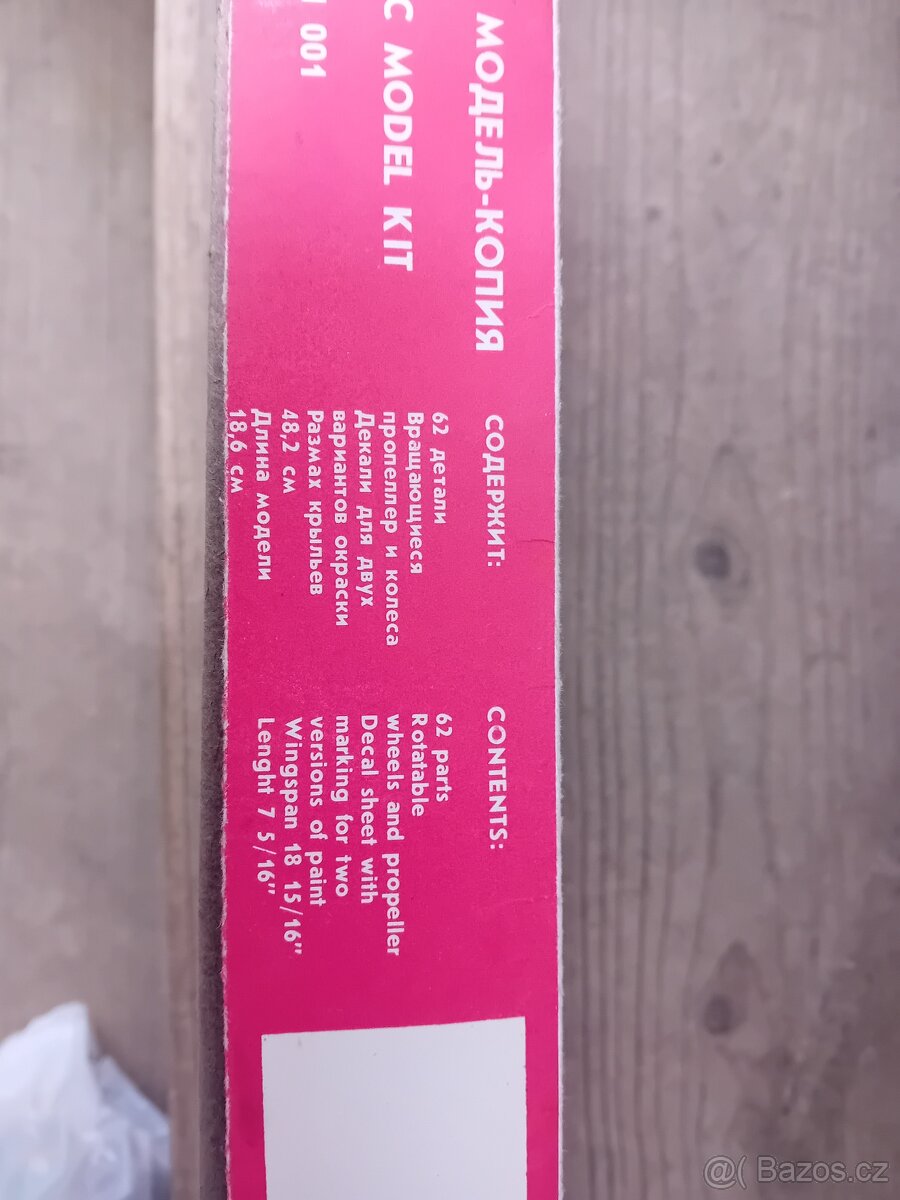 МОДЕЛЬ-КОПИЯ
C MODEL KIT
001
СОДЕРЖИТ:
62 детали
Вращающиеся
пропеллер и колеса
Декали для двух
вариантов окраски
Размах крыльев
48,2 см
Длина модели
18,6 см
CONTENTS:
62 parts
Rotatable
wheels and propeller
Decal sheet with
marking for two
versions of paint
Wingspan 18 15/16"
Lenght 7 5/16"
@( Bazos.cz